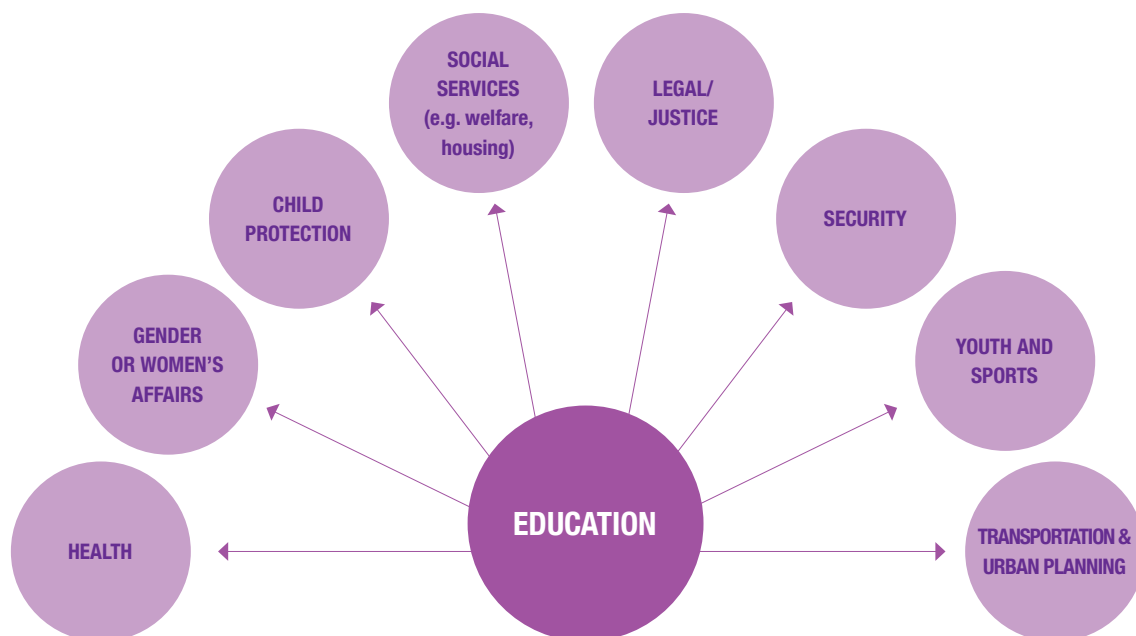 SOCIAL
SERVICES
(e.g. welfare,
housing)
LEGAL/
JUSTICE
CHILD
PROTECTION
SECURITY
GENDER
OR WOMEN'S
AFFAIRS
YOUTH AND
SPORTS
HEALTH
EDUCATION
TRANSPORTATION &
URBAN PLANNING